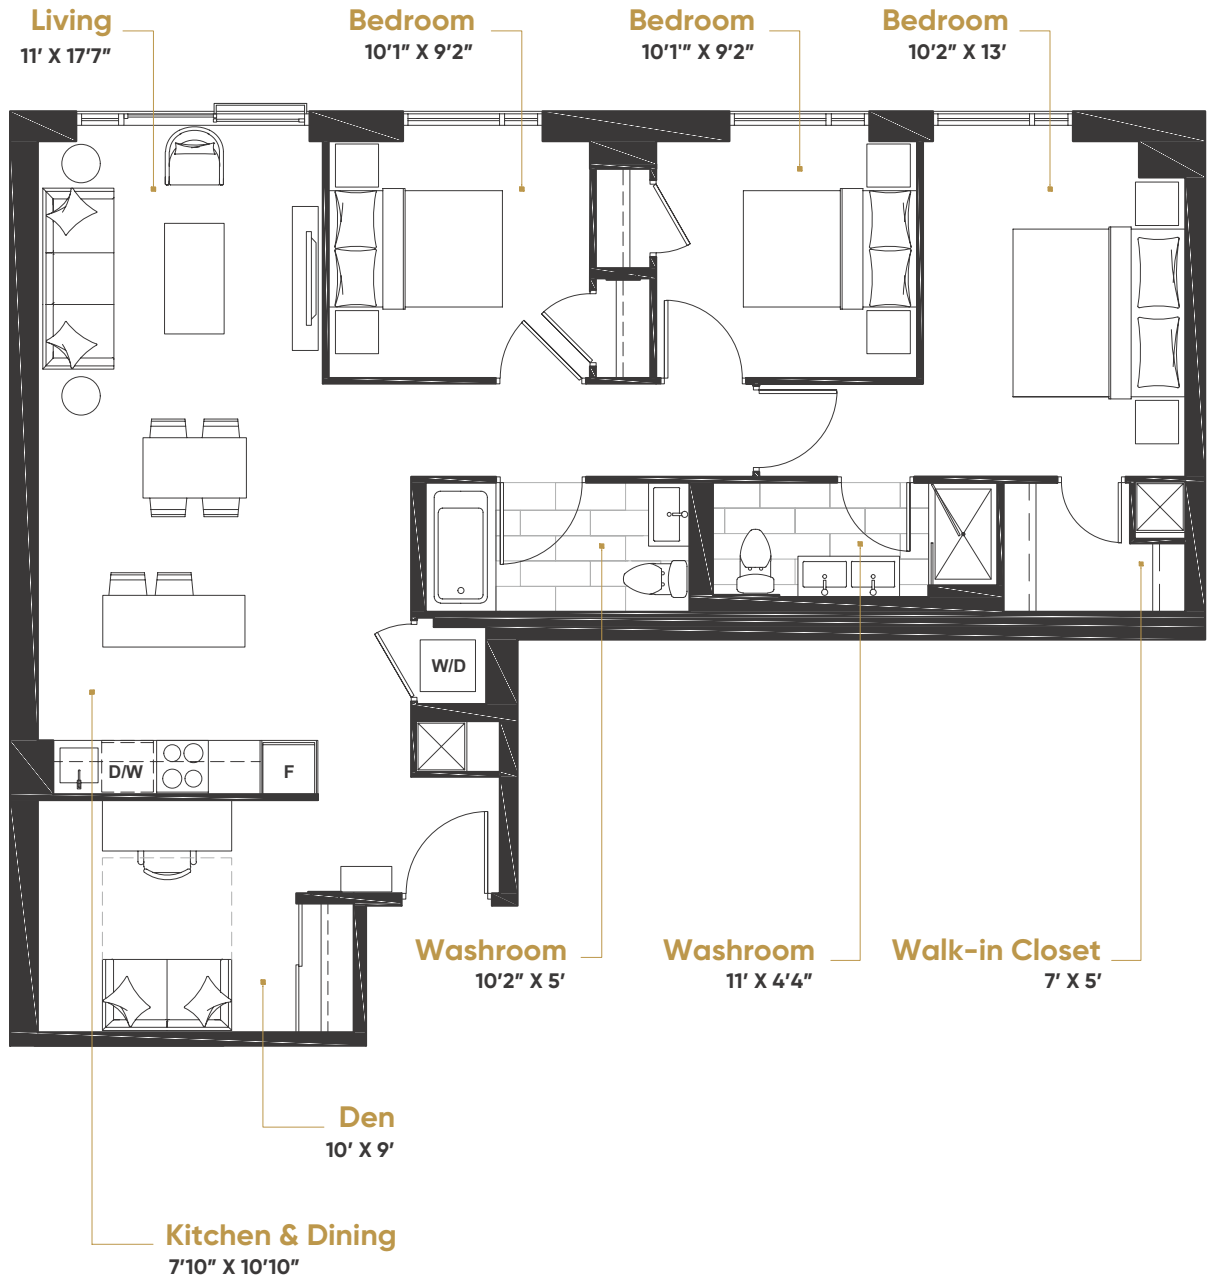 Living
11′ X 17′7″
Bedroom
10′1″ X 9′2″
Bedroom
10′1'″ X 9′2″
Bedroom
10′2″ X 13′
W/D
D/W
F
Washroom
10′2″ X 5′
Washroom
11′ X 4′4″
Walk-in Closet
7′ X 5′
Den
10′ X 9′
Kitchen & Dining
7′10″ X 10′10″